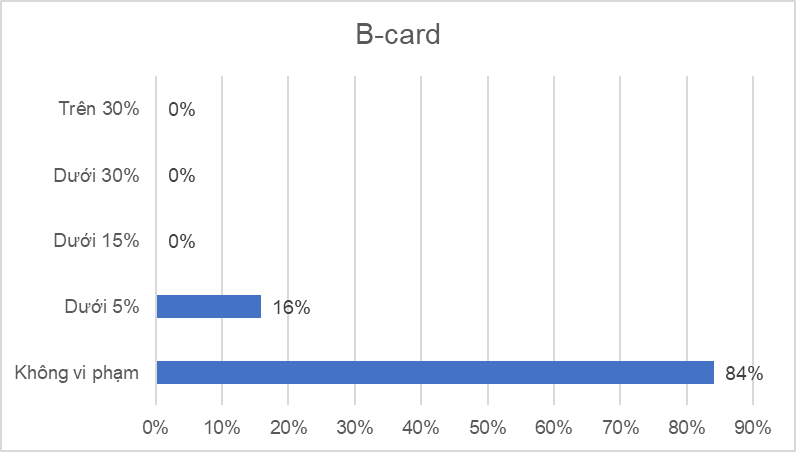 B-card
Trên 30% 0%
Dưới 30% 0%
Dưới 15% 0%
Dưới 5% 16%
Không vi phạm 84%
0% 10% 20% 30% 40% 50% 60% 70% 80% 90%